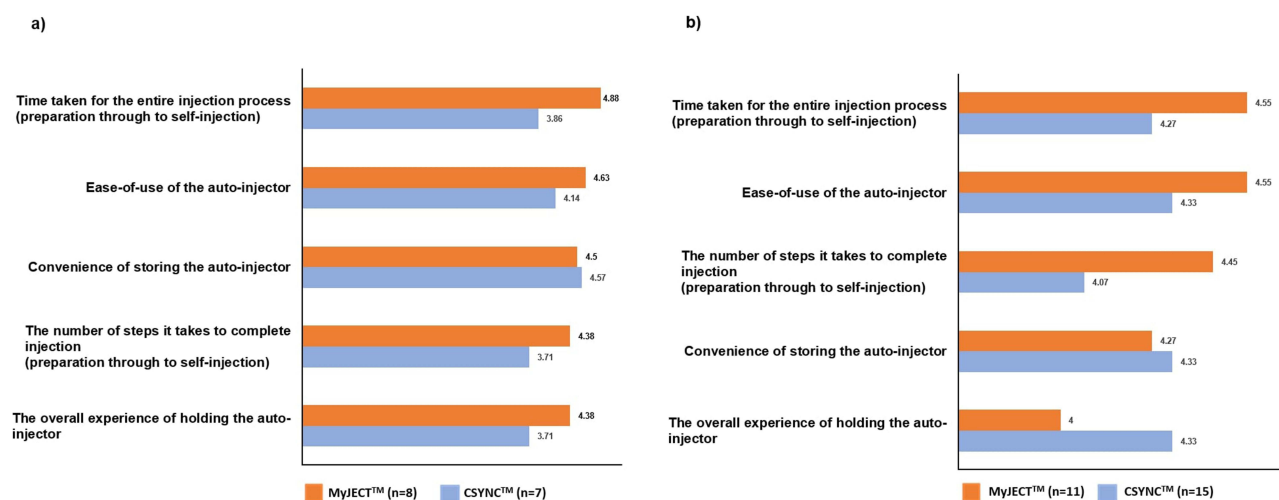 a)
Time taken for the entire injection process
(preparation through to self-injection)
4.88
3.86
Ease-of-use of the auto-injector
4.63
4.14
Convenience of storing the auto-injector
4.5
4.57
The number of steps it takes to complete
injection
(preparation through to self-injection)
4.38
3.71
The overall experience of holding the auto-
injector
4.38
3.71
MyJECT™ (n=8) CSYNC™ (n=7)
b)
Time taken for the entire injection process
(preparation through to self-injection)
4.55
4.27
Ease-of-use of the auto-injector
4.55
4.33
The number of steps it takes to complete
injection
(preparation through to self-injection)
4.45
4.07
Convenience of storing the auto-injector
4.27
4.33
The overall experience of holding the auto-
injector
4
4.33
MyJECT™ (n=11) CSYNC™ (n=15)